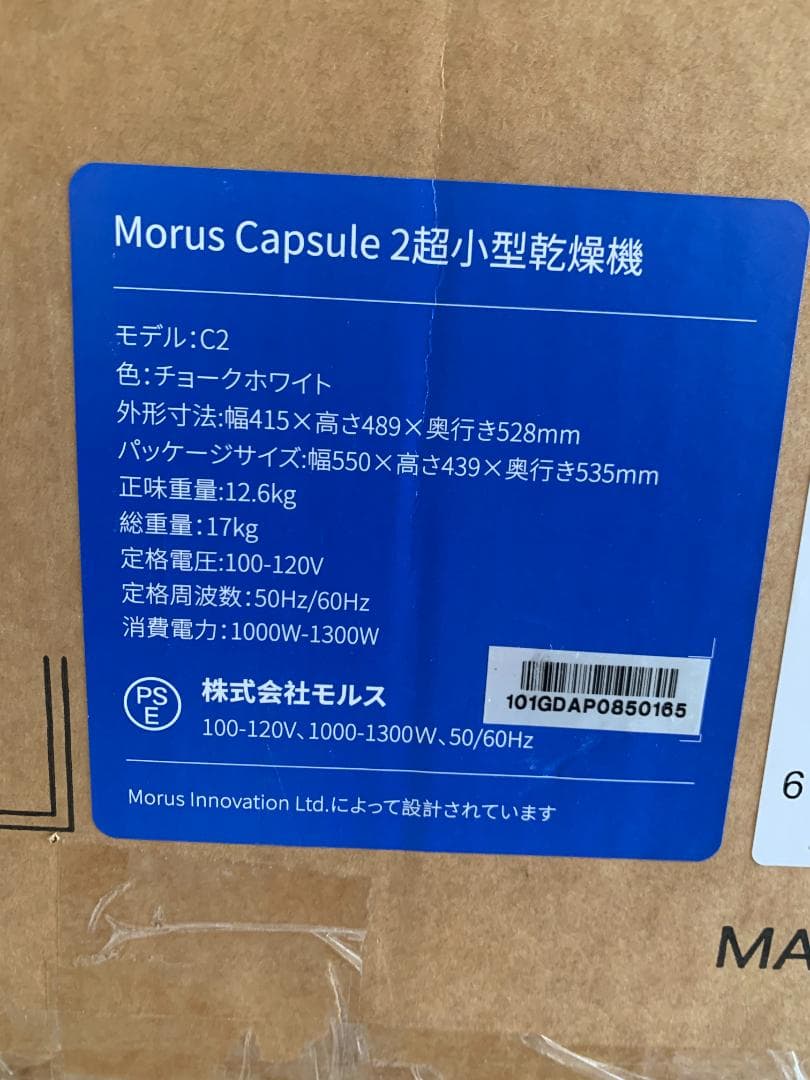 Morus Capsule 2超小型乾燥機
モデル:C2
色:チョークホワイト
外形寸法:幅415×高さ489×奥行き528mm
パッケージサイズ:幅550×高さ439×奥行き535mm
正味重量:12.6kg
総重量:17kg
定格電圧:100-120V
定格周波数:50Hz/60Hz
消費電力:1000W-1300W
PS
E
株式会社モルス
100-120V、1000-1300W、50/60Hz
101GDAP0850165
Morus Innovation Ltd.によって設計されています
6
MA